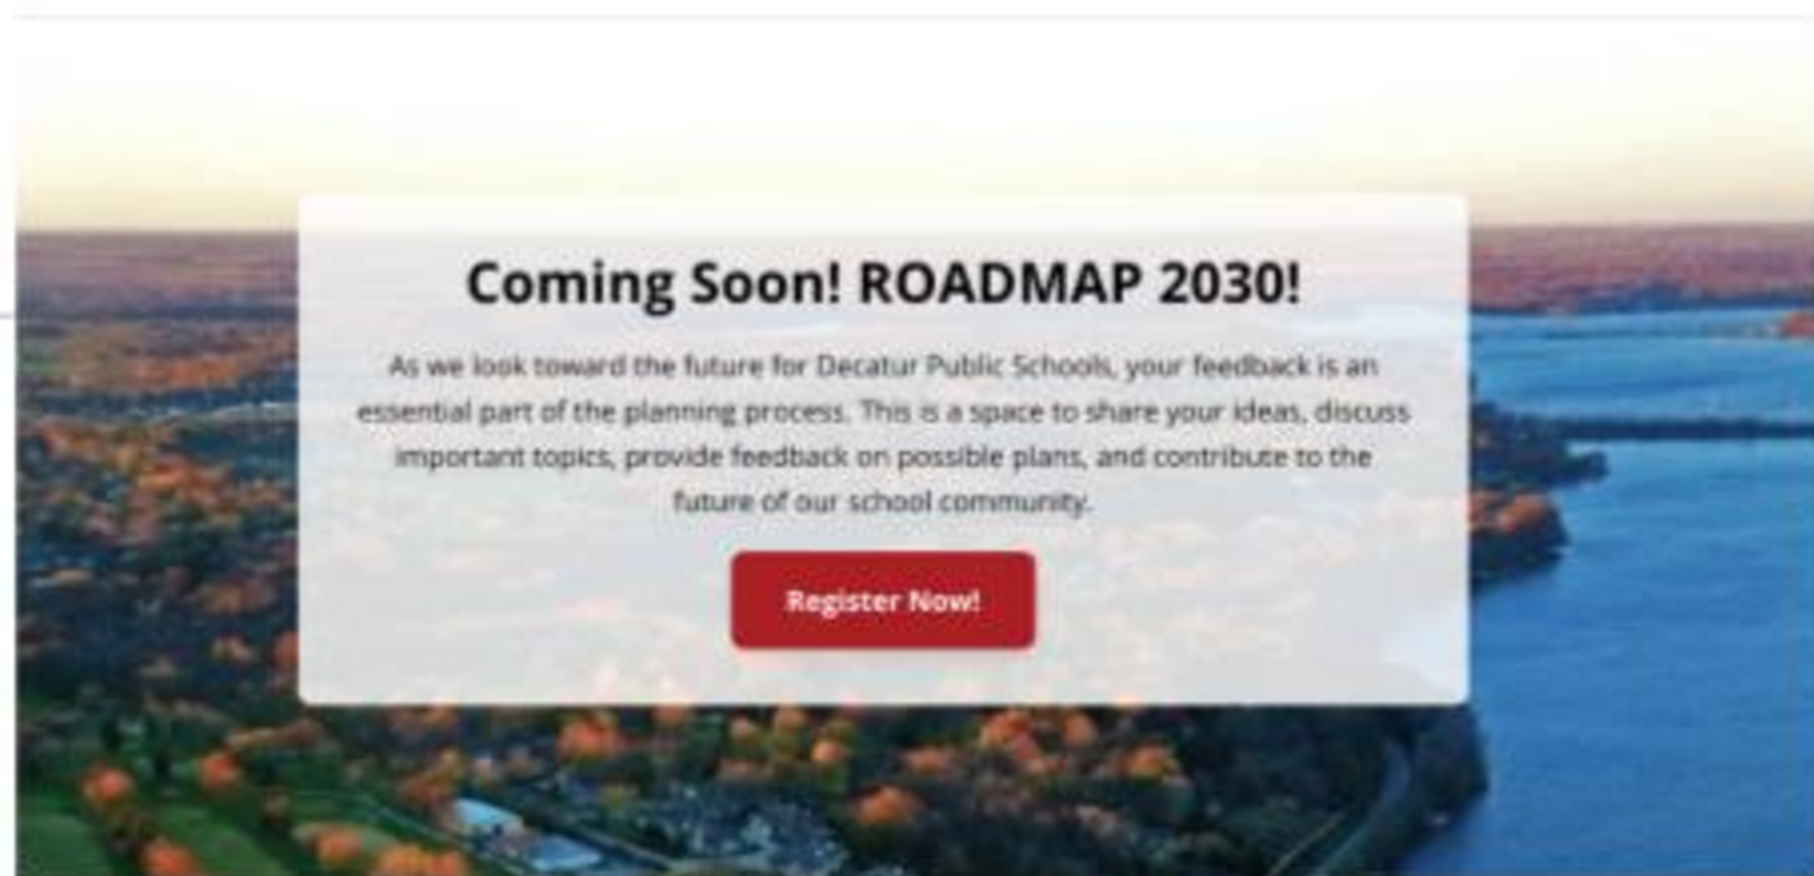 Coming Soon! ROADMAP 2030!
As we look toward the future for Decatur Public Schools, your feedback is an
essential part of the planning process. This is a space to share your ideas, discuss
important topics, provide feedback on possible plans, and contribute to the
future of our school community.
Register Now!